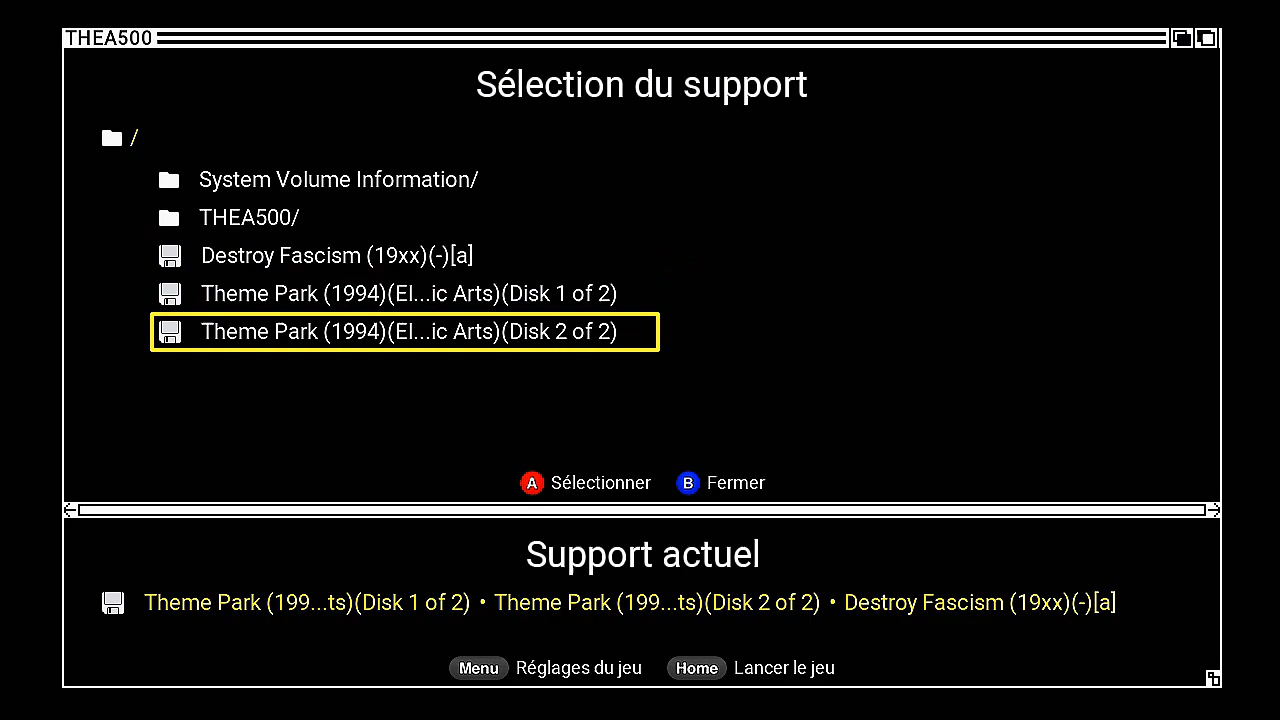 THEA500
Sélection du support
/
System Volume Information/
THEA500/
Destroy Fascism (19xx)(-)[a]
Theme Park (1994)(El...ic Arts)(Disk 1 of 2)
Theme Park (1994)(El...ic Arts)(Disk 2 of 2)
A Sélectionner B Fermer
Support actuel
Theme Park (199...ts)(Disk 1 of 2) • Theme Park (199...ts)(Disk 2 of 2) • Destroy Fascism (19xx)(-)[a]
Menu Réglages du jeu Home Lancer le jeu